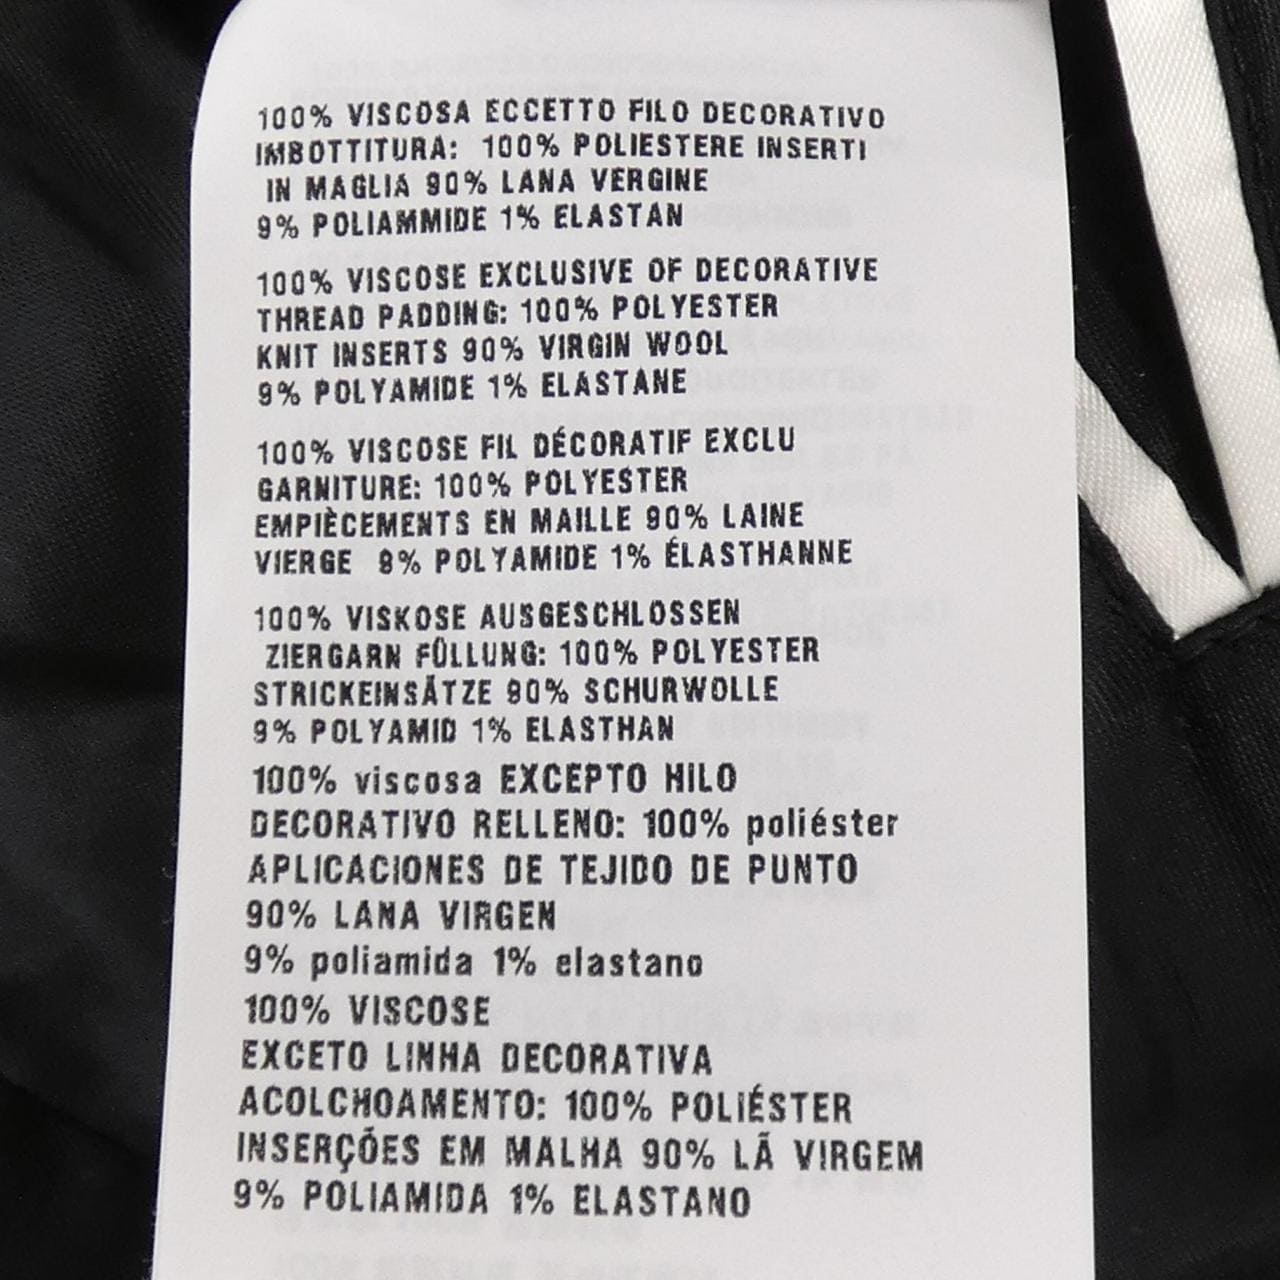 100% VISCOSA ECCETTO FILO DECORATIVO
IMBOTTITURA: 100% POLIESTERE INSERTI
IN MAGLIA 90% LANA VERGINE
9% POLIAMMIDE 1% ELASTAN
100% VISCOSE EXCLUSIVE OF DECORATIVE
THREAD PADDING: 100% POLYESTER
KNIT INSERTS 90% VIRGIN WOOL
9% POLYAMIDE 1% ELASTANE
100% VISCOSE FIL DÉCORATIF EXCLU
GARNITURE: 100% POLYESTER
EMPIÈCEMENTS EN MAILLE 90% LAINE
VIERGE 9% POLYAMIDE 1% ÉLASTHANNE
100% VISKOSE AUSGESCHLOSSEN
ZIERGARN FÜLLUNG: 100% POLYESTER
STRICKEINSÄTZE 90% SCHURWOLLE
9% POLYAMID 1% ELASTHAN
100% viscosa EXCEPTO HILO
DECORATIVO RELLENO: 100% poliéster
APLICACIONES DE TEJIDO DE PUNTO
90% LANA VIRGEN
9% poliamida 1% elastano
100% VISCOSE
EXCETO LINHA DECORATIVA
ACOLCHOAMENTO: 100% POLIÉSTER
INSERÇÕES EM MALHA 90% LÃ VIRGEM
9% POLIAMIDA 1% ELASTANO